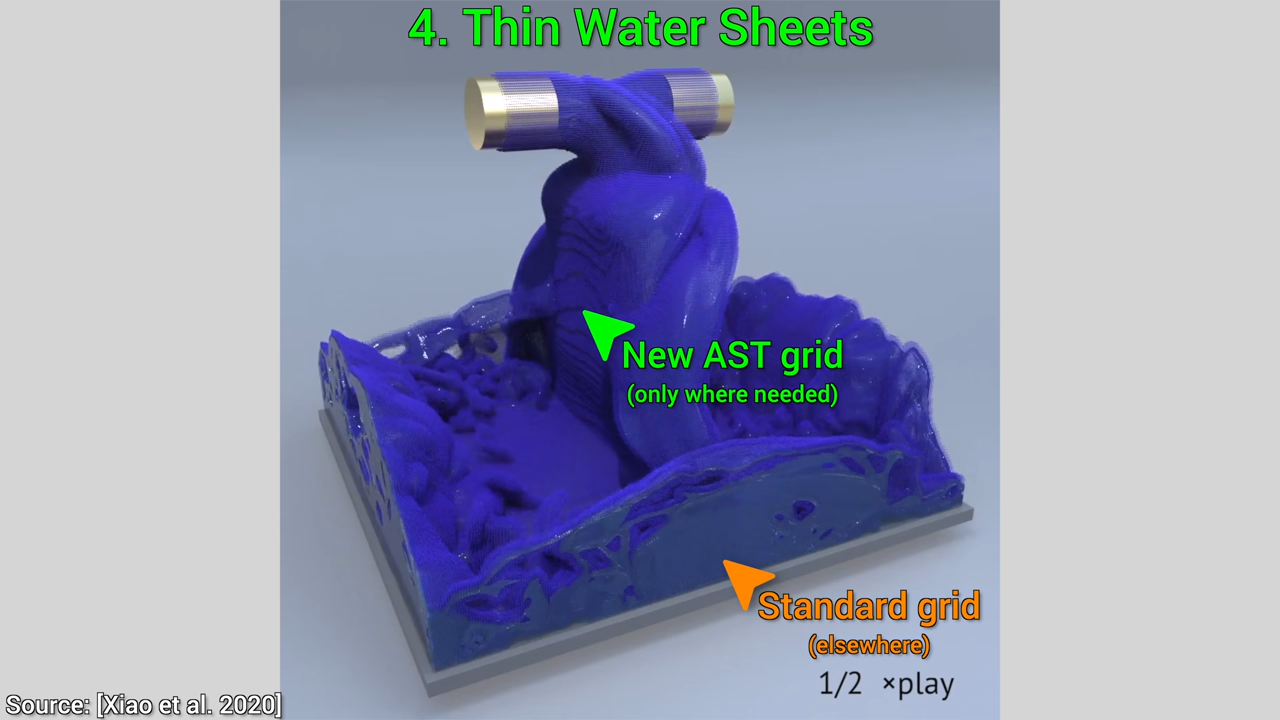 4. Thin Water Sheets
New AST grid
(only where needed)
Standard grid
(elsewhere)
1/2 ×play
Source: [Xiao et al. 2020]